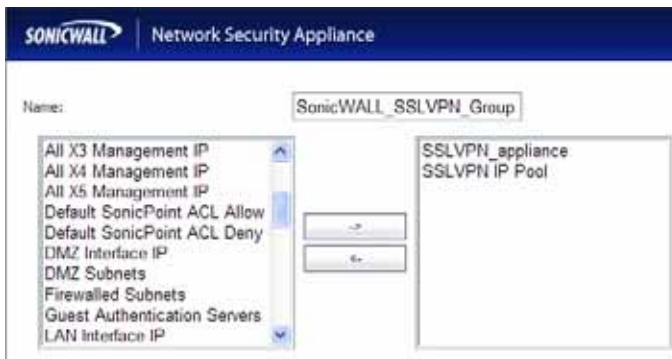 SONICWALL Network Security Appliance
Name: SonicWALL_SSLVPN_Group
All X3 Management IP
All X4 Management IP
All X5 Management IP
Default SonicPoint ACL Allow
Default SonicPoint ACL Deny
DMZ Interface IP
DMZ Subnets
Firewalled Subnets
Guest Authentication Servers
LAN Interface IP
->
<-
SSLVPN_appliance
SSLVPN IP Pool